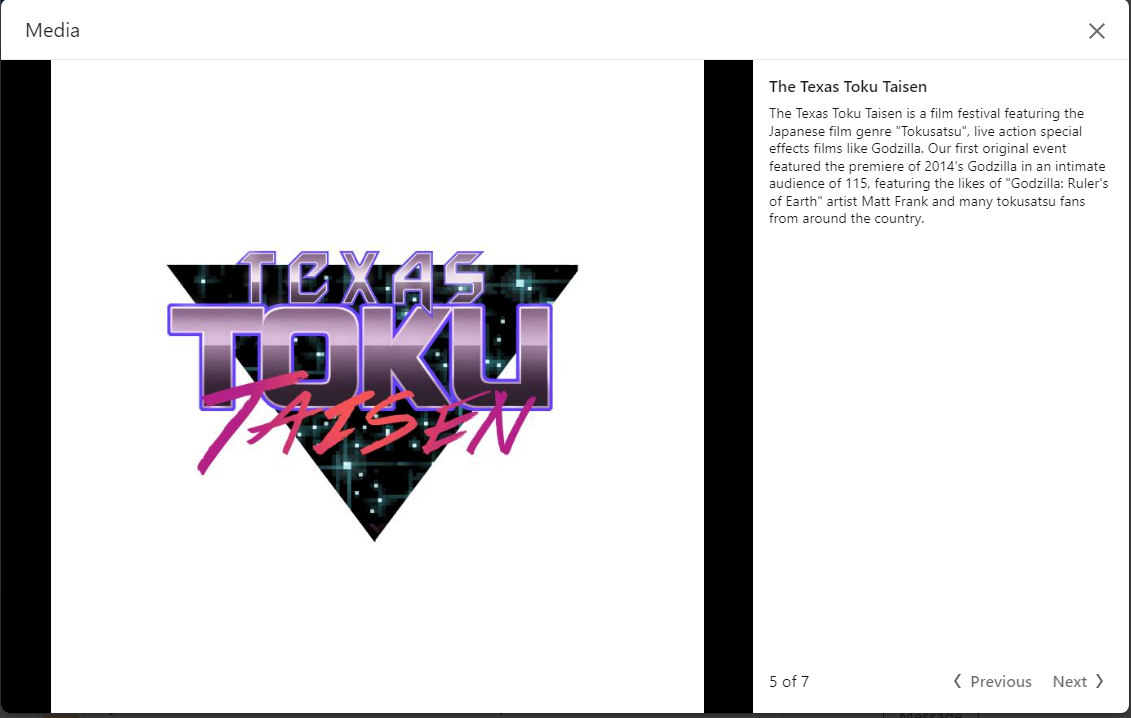 Media
TEXAS
TOKU
TAISEN
The Texas Toku Taisen
The Texas Toku Taisen is a film festival featuring the
Japanese film genre "Tokusatsu", live action special
effects films like Godzilla. Our first original event
featured the premiere of 2014's Godzilla in an intimate
audience of 115, featuring the likes of "Godzilla: Ruler's
of Earth" artist Matt Frank and many tokusatsu fans
from around the country.
5 of 7
Previous
Next
Message